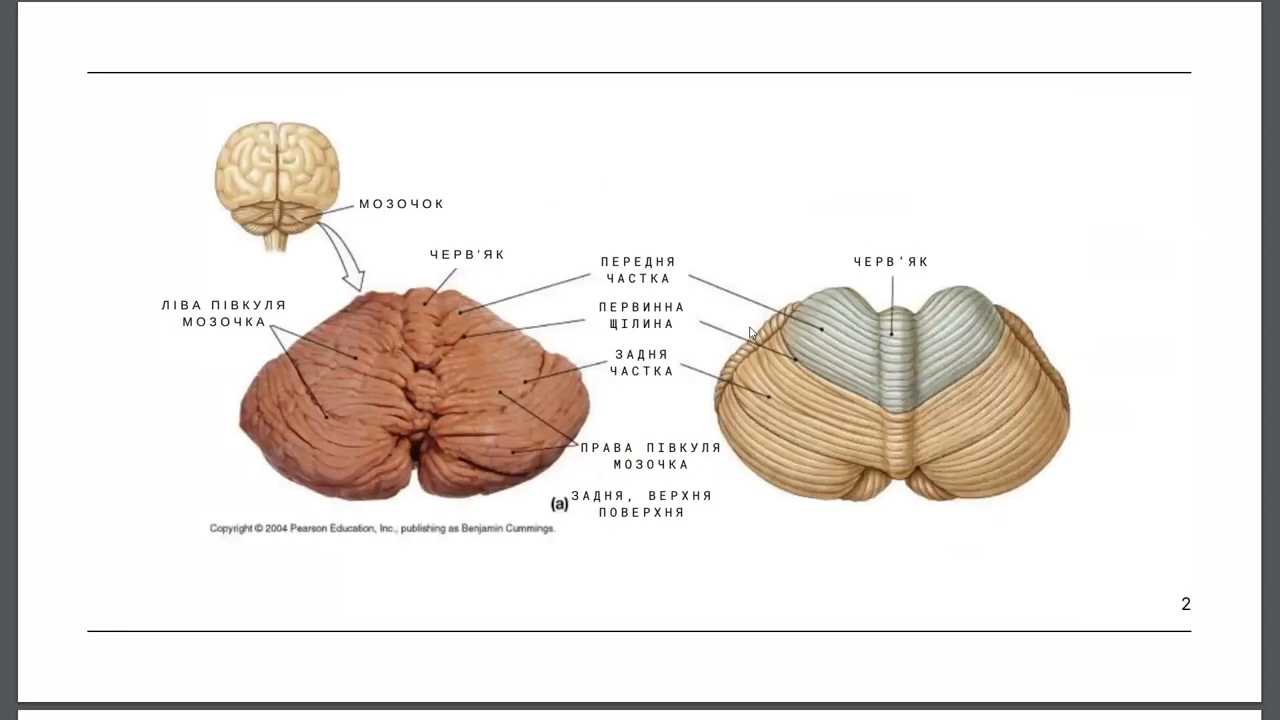 МОЗОЧОК
ЧЕРВ'ЯК
ПЕРЕДНЯ
ЧАСТКА
ЧЕРВ'ЯК
ЛІВА ПІВКУЛЯ
МОЗОЧКА
ПЕРВИННА
ЩІЛИНА
ЗАДНЯ
ЧАСТКА
ПРАВА ПІВКУЛЯ
МОЗОЧКА
(a)
ЗАДНЯ, ВЕРХНЯ
ПОВЕРХНЯ
Copyright © 2004 Pearson Education, Inc., publishing as Benjamin Cummings.
2